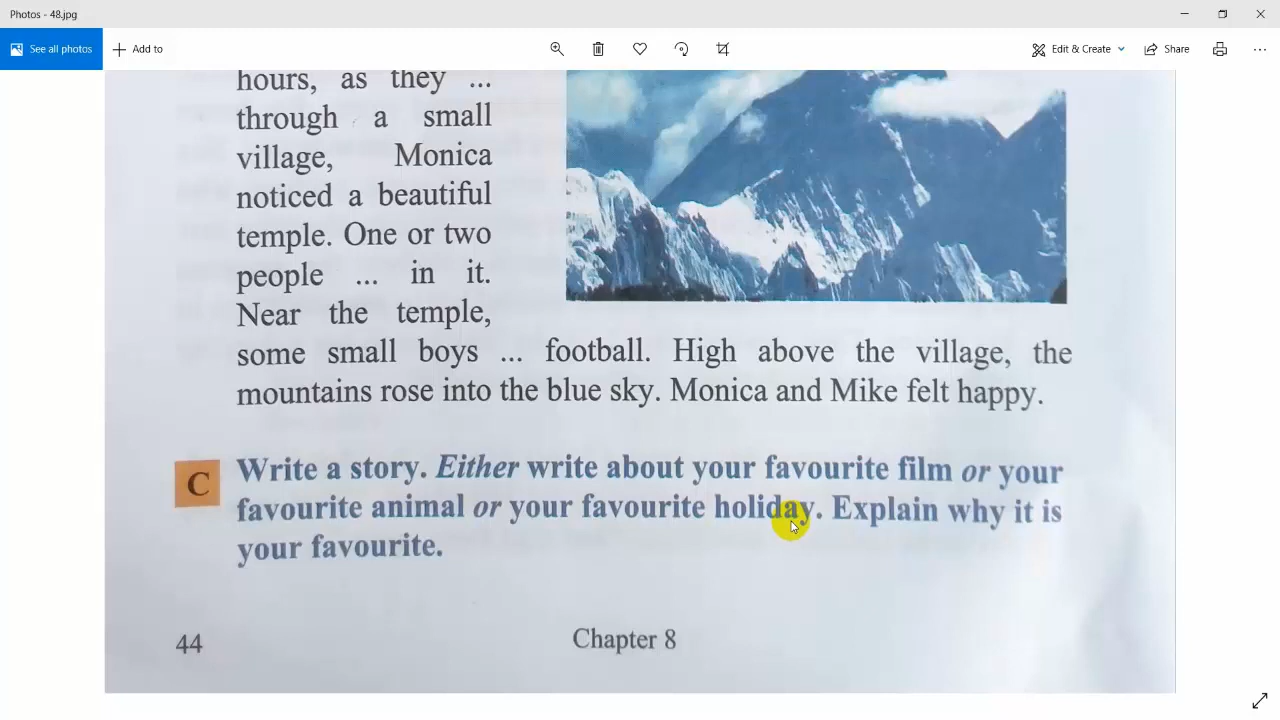 Photos - 48.jpg
See all photos
Add to
Edit & Create
Share
hours, as they ...
through a small
village, Monica
noticed a beautiful
temple. One or two
people ... in it.
Near the temple,
some small boys ... football. High above the village, the
mountains rose into the blue sky. Monica and Mike felt happy.
C
Write a story. Either write about your favourite film or your
favourite animal or your favourite holiday. Explain why it is
your favourite.
44
Chapter 8